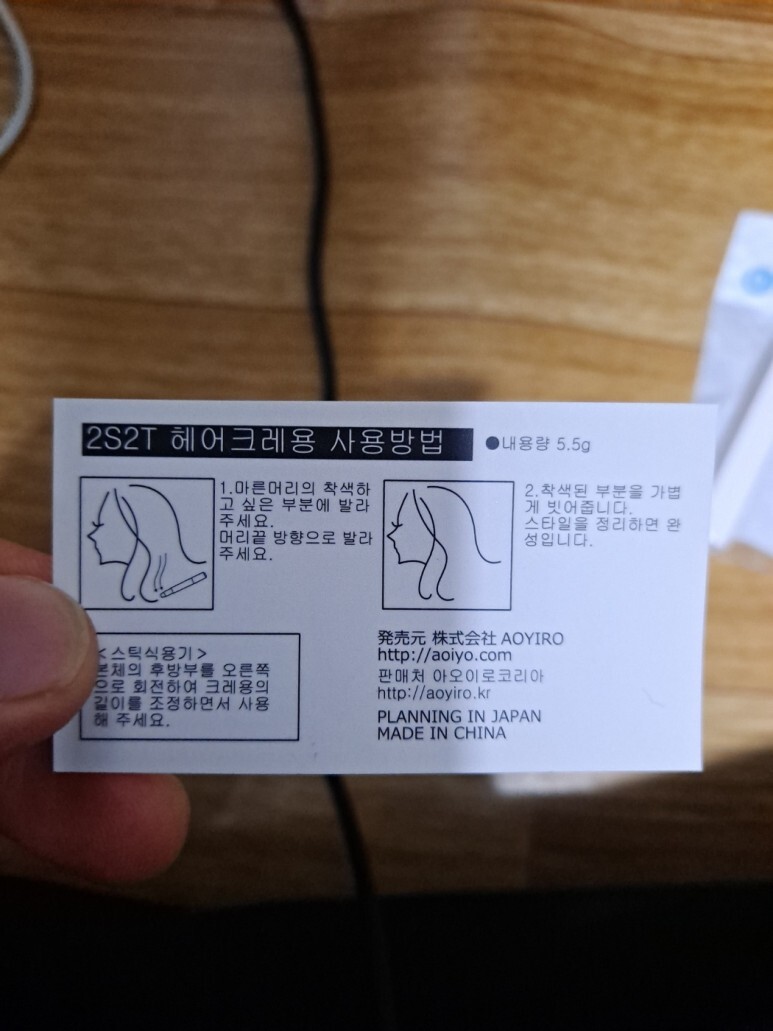 2S2T 헤어크레용 사용방법
●내용량 5.5g
1.마른머리의 착색하
고 싶은 부분에 발라
주세요.
머리끝 방향으로 발라
주세요.
2.착색된 부분을 가볍
게 빗어줍니다.
스타일을 정리하면 완
성입니다.
<스틱식용기>
본체의 후방부를 오른쪽
으로 회전하여 크레용의
길이를 조정하면서 사용
해 주세요.
発売元 株式会社 AOYIRO
http://aoiyo.com
판매처 아오이로코리아
http://aoyiro.kr
PLANNING IN JAPAN
MADE IN CHINA